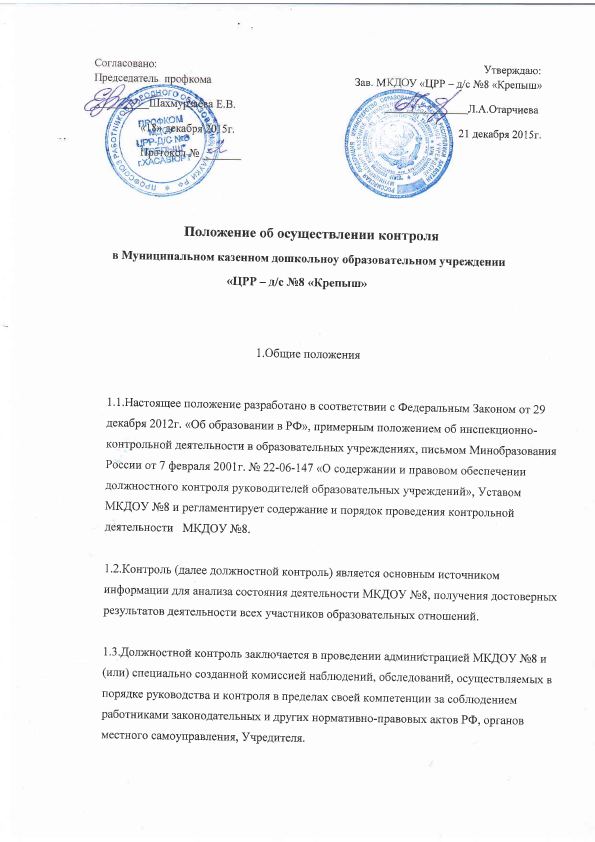 Согласовано:
Председатель профкома
Шахмурзаева Е.В.
«15» декабря 2015г.
Протокол №
Утверждаю:
Зав. МКДОУ «ЦРР – д/с №8 «Крепыш»
Л.А.Отарчиева
21 декабря 2015г.
ПРОФКОМ
ЦРР-Д/С №8
г.ХАСАВЮРТ
Положение об осуществлении контроля
в Муниципальном казенном дошкольноу образовательном учреждении
«ЦРР – д/с №8 «Крепыш»
1.Общие положения
1.1.Настоящее положение разработано в соответствии с Федеральным Законом от 29
декабря 2012г. «Об образовании в РФ», примерным положением об инспекционно-
контрольной деятельности в образовательных учреждениях, письмом Минобразования
России от 7 февраля 2001г. № 22-06-147 «О содержании и правовом обеспечении
должностного контроля руководителей образовательных учреждений», Уставом
МКДОУ №8 и регламентирует содержание и порядок проведения контрольной
деятельности МКДОУ №8.
1.2.Контроль (далее должностной контроль) является основным источником
информации для анализа состояния деятельности МКДОУ №8, получения достоверных
результатов деятельности всех участников образовательных отношений.
1.3.Должностной контроль заключается в проведении администрацией МКДОУ №8 и
(или) специально созданной комиссией наблюдений, обследований, осуществляемых в
порядке руководства и контроля в пределах своей компетенции за соблюдением
работниками законодательных и других нормативно-правовых актов РФ, органов
местного самоуправления, Учредителя.